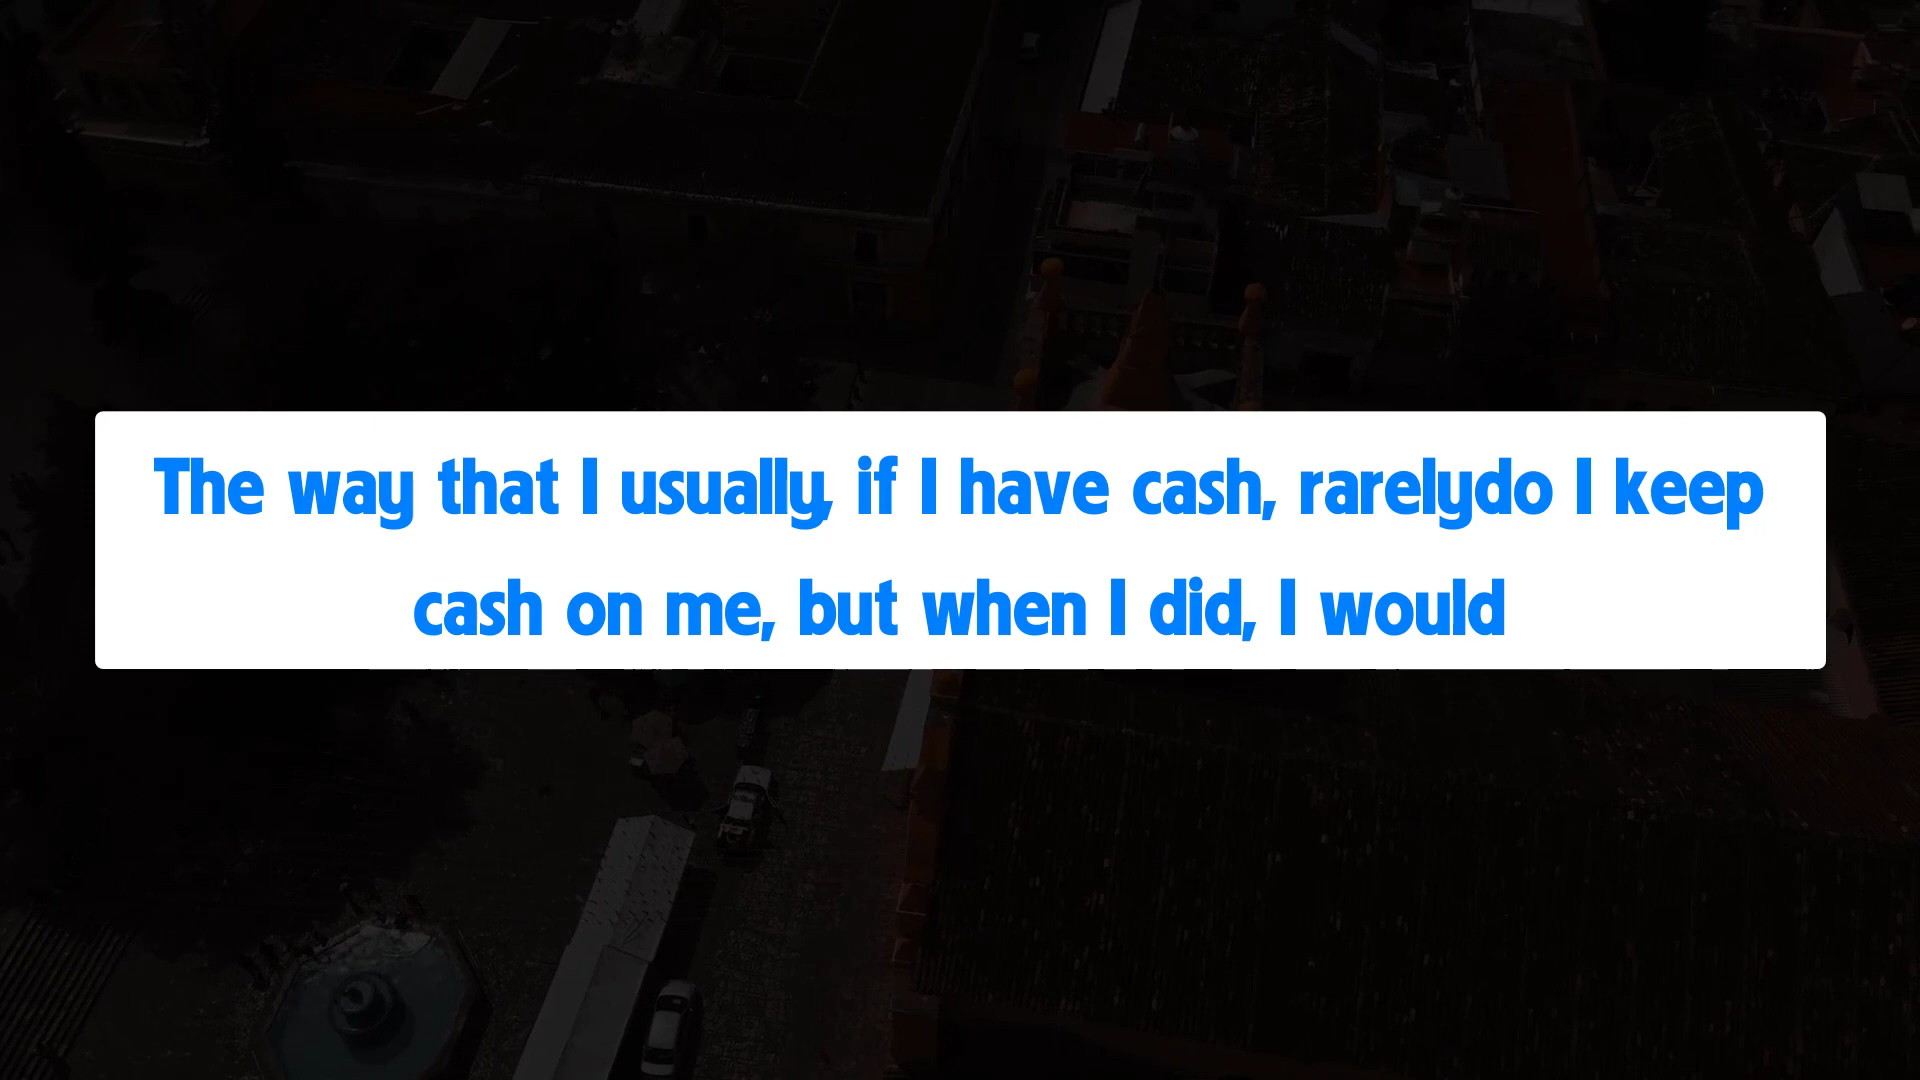 The way that I usually, if I have cash, rarelydo I keep
cash on me, but when I did, I would